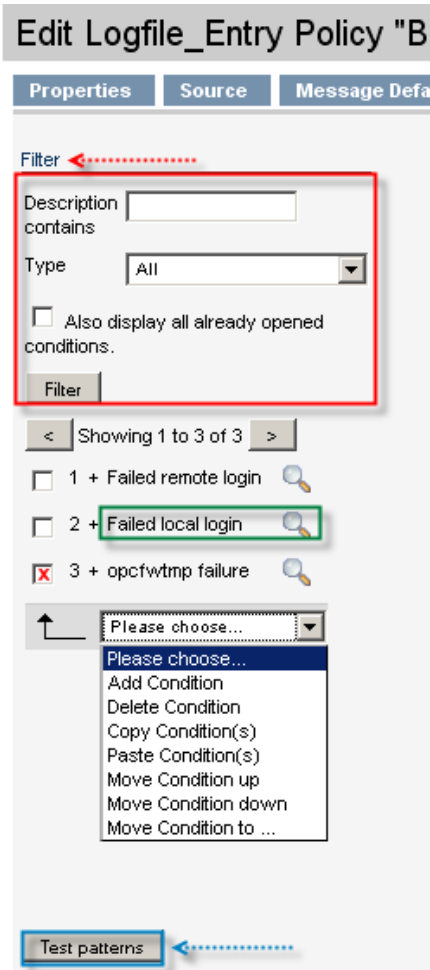 Edit Logfile_Entry Policy "B
Properties Source Message Defa
Filter
Description
contains
Type All
Also display all already opened
conditions.
Filter
< Showing 1 to 3 of 3 >
1 + Failed remote login
2 + Failed local login
x 3 + opcfwtmp failure
Please choose...
Please choose...
Add Condition
Delete Condition
Copy Condition(s)
Paste Condition(s)
Move Condition up
Move Condition down
Move Condition to ...
Test patterns